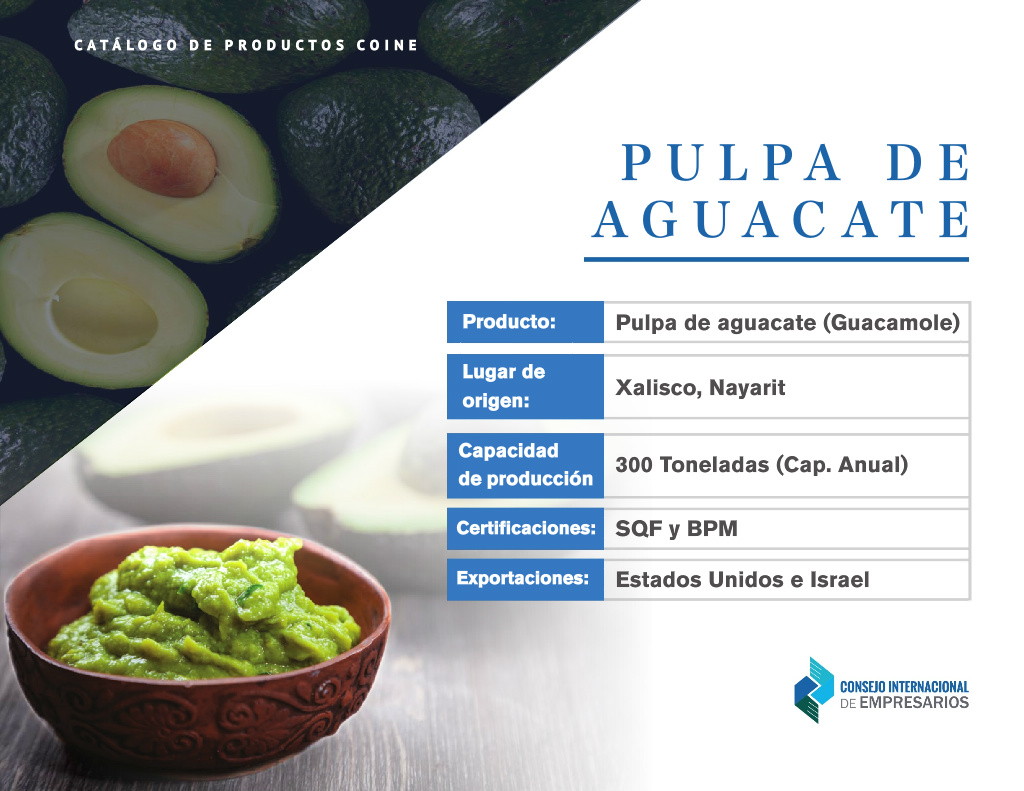 CATÁLOGO DE PRODUCTOS COINE
PULPA DE
AGUACATE
Producto:
Pulpa de aguacate (Guacamole)
Lugar de
origen:
Xalisco, Nayarit
Capacidad
de producción
300 Toneladas (Cap. Anual)
Certificaciones:
SQF y BPM
Exportaciones:
Estados Unidos e Israel
CONSEJO INTERNACIONAL
DE EMPRESARIOS